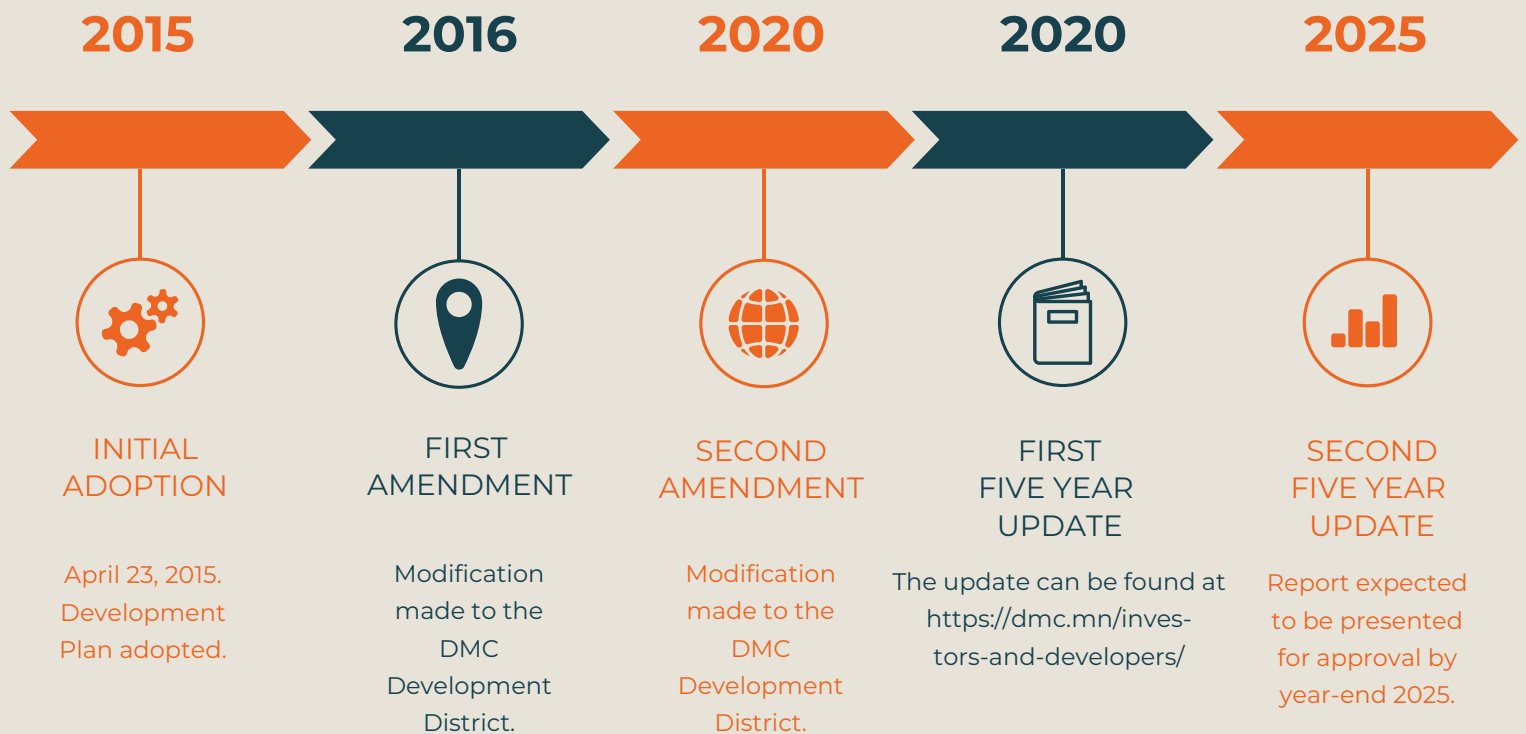 2015
2016
2020
2020
2025
INITIAL
ADOPTION
FIRST
AMENDMENT
SECOND
AMENDMENT
FIRST
FIVE YEAR
UPDATE
SECOND
FIVE YEAR
UPDATE
April 23, 2015.
Development
Plan adopted.
Modification
made to the
DMC
Development
District.
Modification
made to the
DMC
Development
District.
The update can be found at
https://dmc.mn/inves-
tors-and-developers/
Report expected
to be presented
for approval by
year-end 2025.